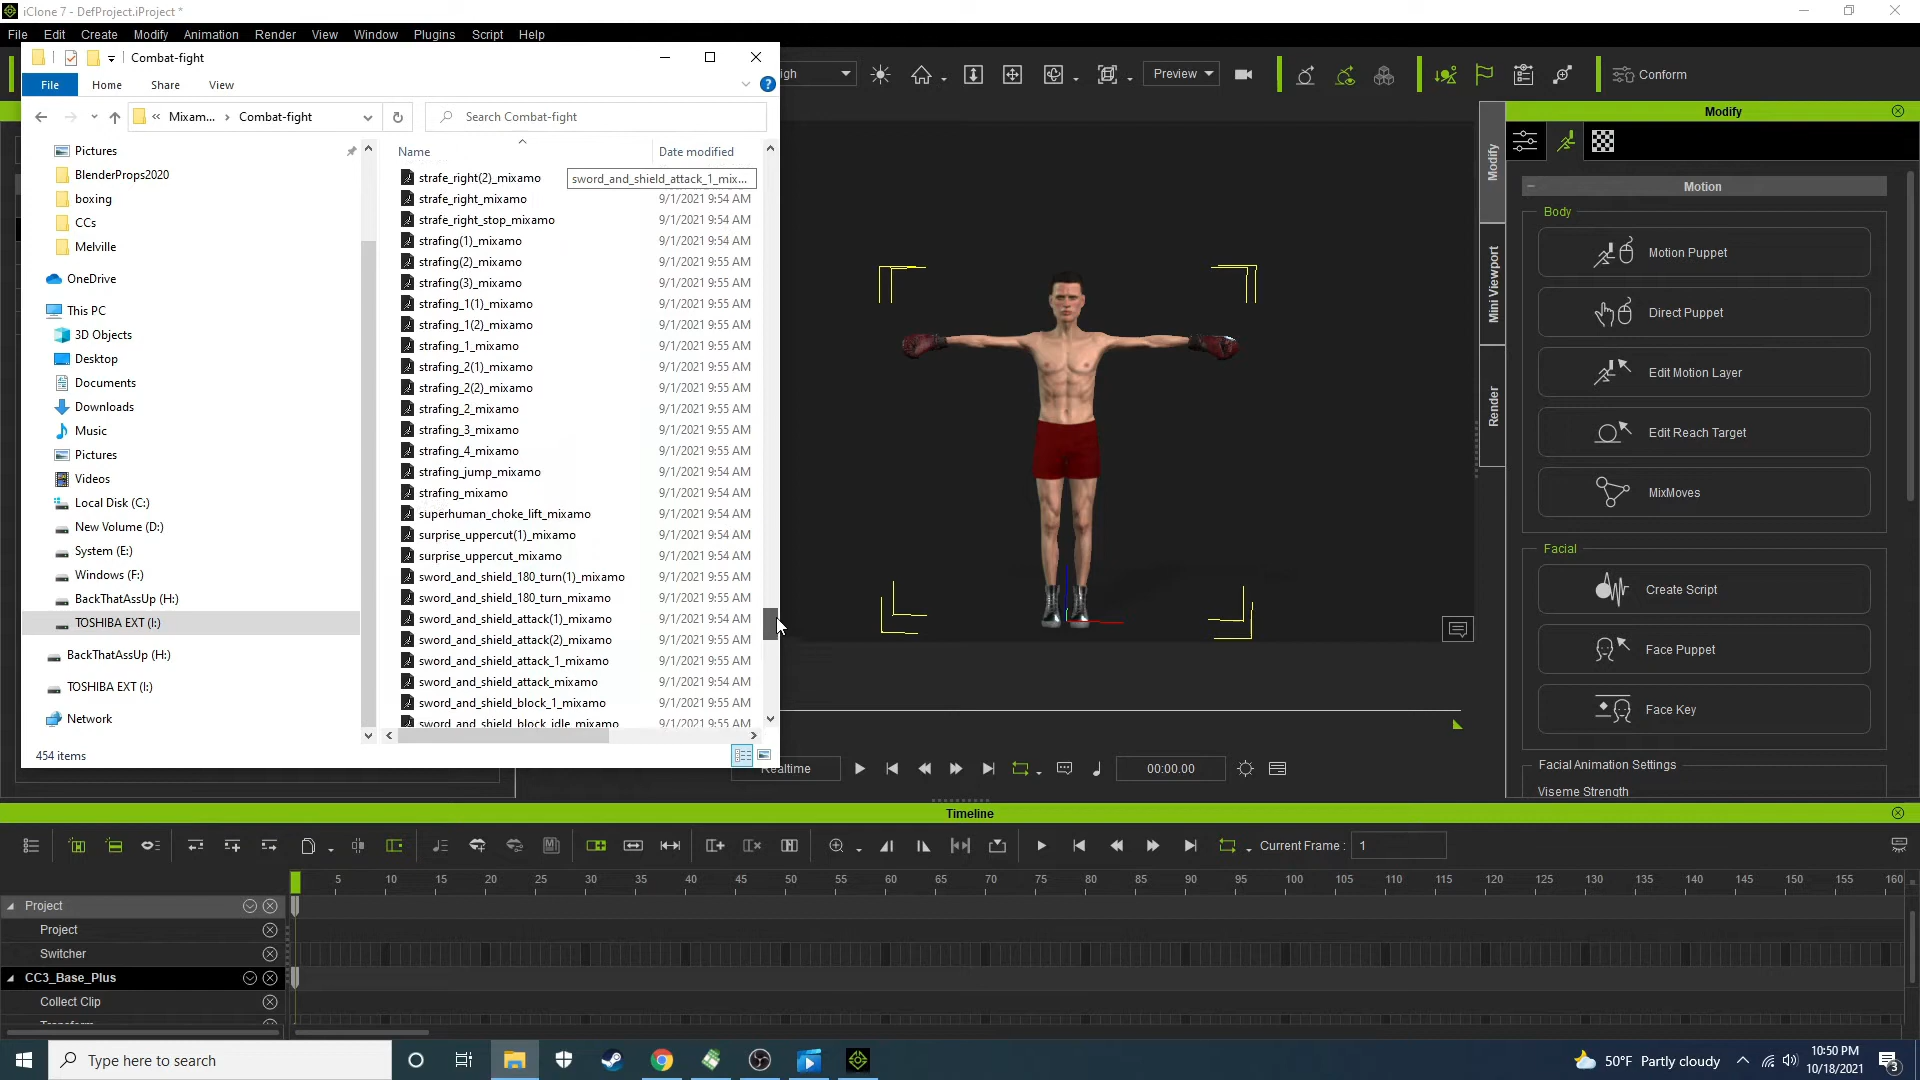 iClone 7 - DefProject.iProject *
File Edit Create Modify Animation Render View Window Plugins Script Help
Combat-fight
File Home Share View
« Mixam... › Combat-fight
Search Combat-fight
Preview
Conform
Name Date modified
Pictures
BlenderProps2020
boxing
CCs
Melville
OneDrive
This PC
3D Objects
Desktop
Documents
Downloads
Music
Pictures
Videos
Local Disk (C:)
New Volume (D:)
System (E:)
Windows (F:)
BackThatAssUp (H:)
TOSHIBA EXT (I:)
BackThatAssUp (H:)
TOSHIBA EXT (I:)
Network
454 items
strafe_right(2)_mixamo
sword_and_shield_attack_1_mix...
strafe_right_mixamo 9/1/2021 9:54 AM
strafe_right_stop_mixamo 9/1/2021 9:54 AM
strafing(1)_mixamo 9/1/2021 9:54 AM
strafing(2)_mixamo 9/1/2021 9:55 AM
strafing(3)_mixamo 9/1/2021 9:55 AM
strafing_1(1)_mixamo 9/1/2021 9:55 AM
strafing_1(2)_mixamo 9/1/2021 9:55 AM
strafing_1_mixamo 9/1/2021 9:55 AM
strafing_2(1)_mixamo 9/1/2021 9:55 AM
strafing_2(2)_mixamo 9/1/2021 9:55 AM
strafing_2_mixamo 9/1/2021 9:55 AM
strafing_3_mixamo 9/1/2021 9:55 AM
strafing_4_mixamo 9/1/2021 9:55 AM
strafing_jump_mixamo 9/1/2021 9:54 AM
strafing_mixamo 9/1/2021 9:54 AM
superhuman_choke_lift_mixamo 9/1/2021 9:54 AM
surprise_uppercut(1)_mixamo 9/1/2021 9:54 AM
surprise_uppercut_mixamo 9/1/2021 9:54 AM
sword_and_shield_180_turn(1)_mixamo 9/1/2021 9:55 AM
sword_and_shield_180_turn_mixamo 9/1/2021 9:55 AM
sword_and_shield_attack(1)_mixamo 9/1/2021 9:54 AM
sword_and_shield_attack(2)_mixamo 9/1/2021 9:55 AM
sword_and_shield_attack_1_mixamo 9/1/2021 9:55 AM
sword_and_shield_attack_mixamo 9/1/2021 9:54 AM
sword_and_shield_block_1_mixamo 9/1/2021 9:55 AM
sword_and_shield_block_idle_mixamo 9/1/2021 9:55 AM
Modify
Mini Viewport
Render
Modify
Motion
Body
Motion Puppet
Direct Puppet
Edit Motion Layer
Edit Reach Target
MixMoves
Facial
Create Script
Face Puppet
Face Key
Facial Animation Settings
Viseme Strength
Realtime
00:00.00
Timeline
Current Frame : 1
5 10 15 20 25 30 35 40 45 50 55 60 65 70 75 80 85 90 95 100 105 110 115 120 125 130 135 140 145 150 155 160
Project
Project
Switcher
CC3_Base_Plus
Collect Clip
Type here to search
50°F Partly cloudy
10:50 PM
10/18/2021
3